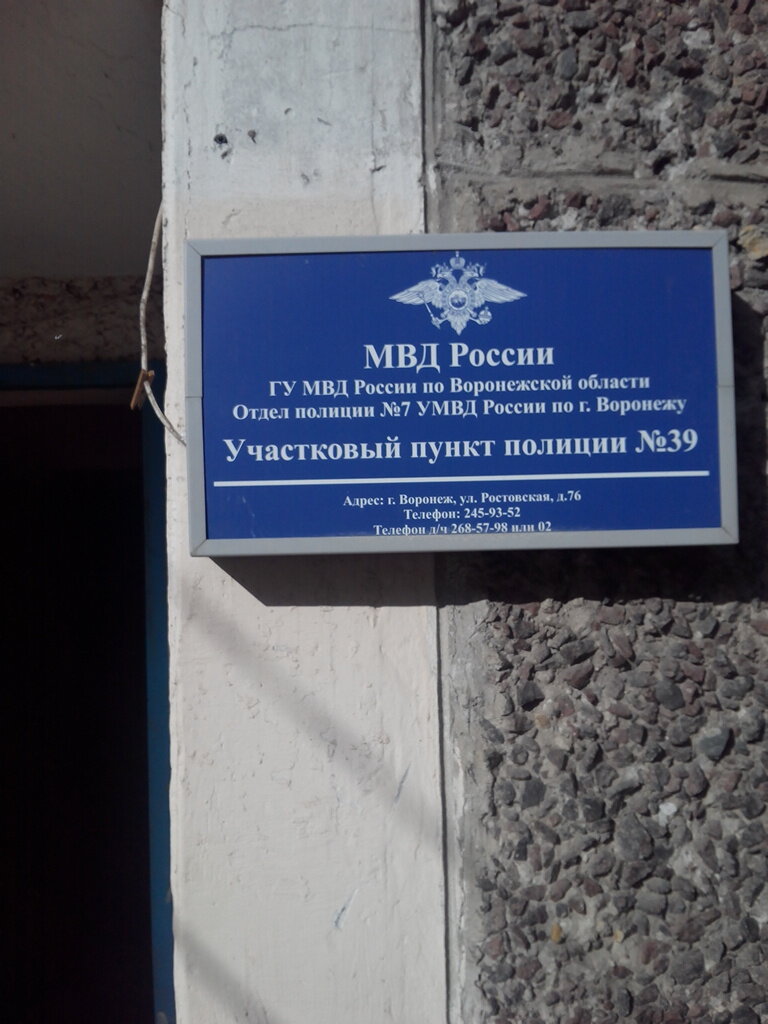 МВД России
ГУ МВД России по Воронежской области
Отдел полиции №7 УМВД России по г. Воронежу
Участковый пункт полиции №39
Адрес: г. Воронеж, ул. Ростовская, д.76
Телефон: 245-93-52
Телефон д/ч 268-57-98 или 02